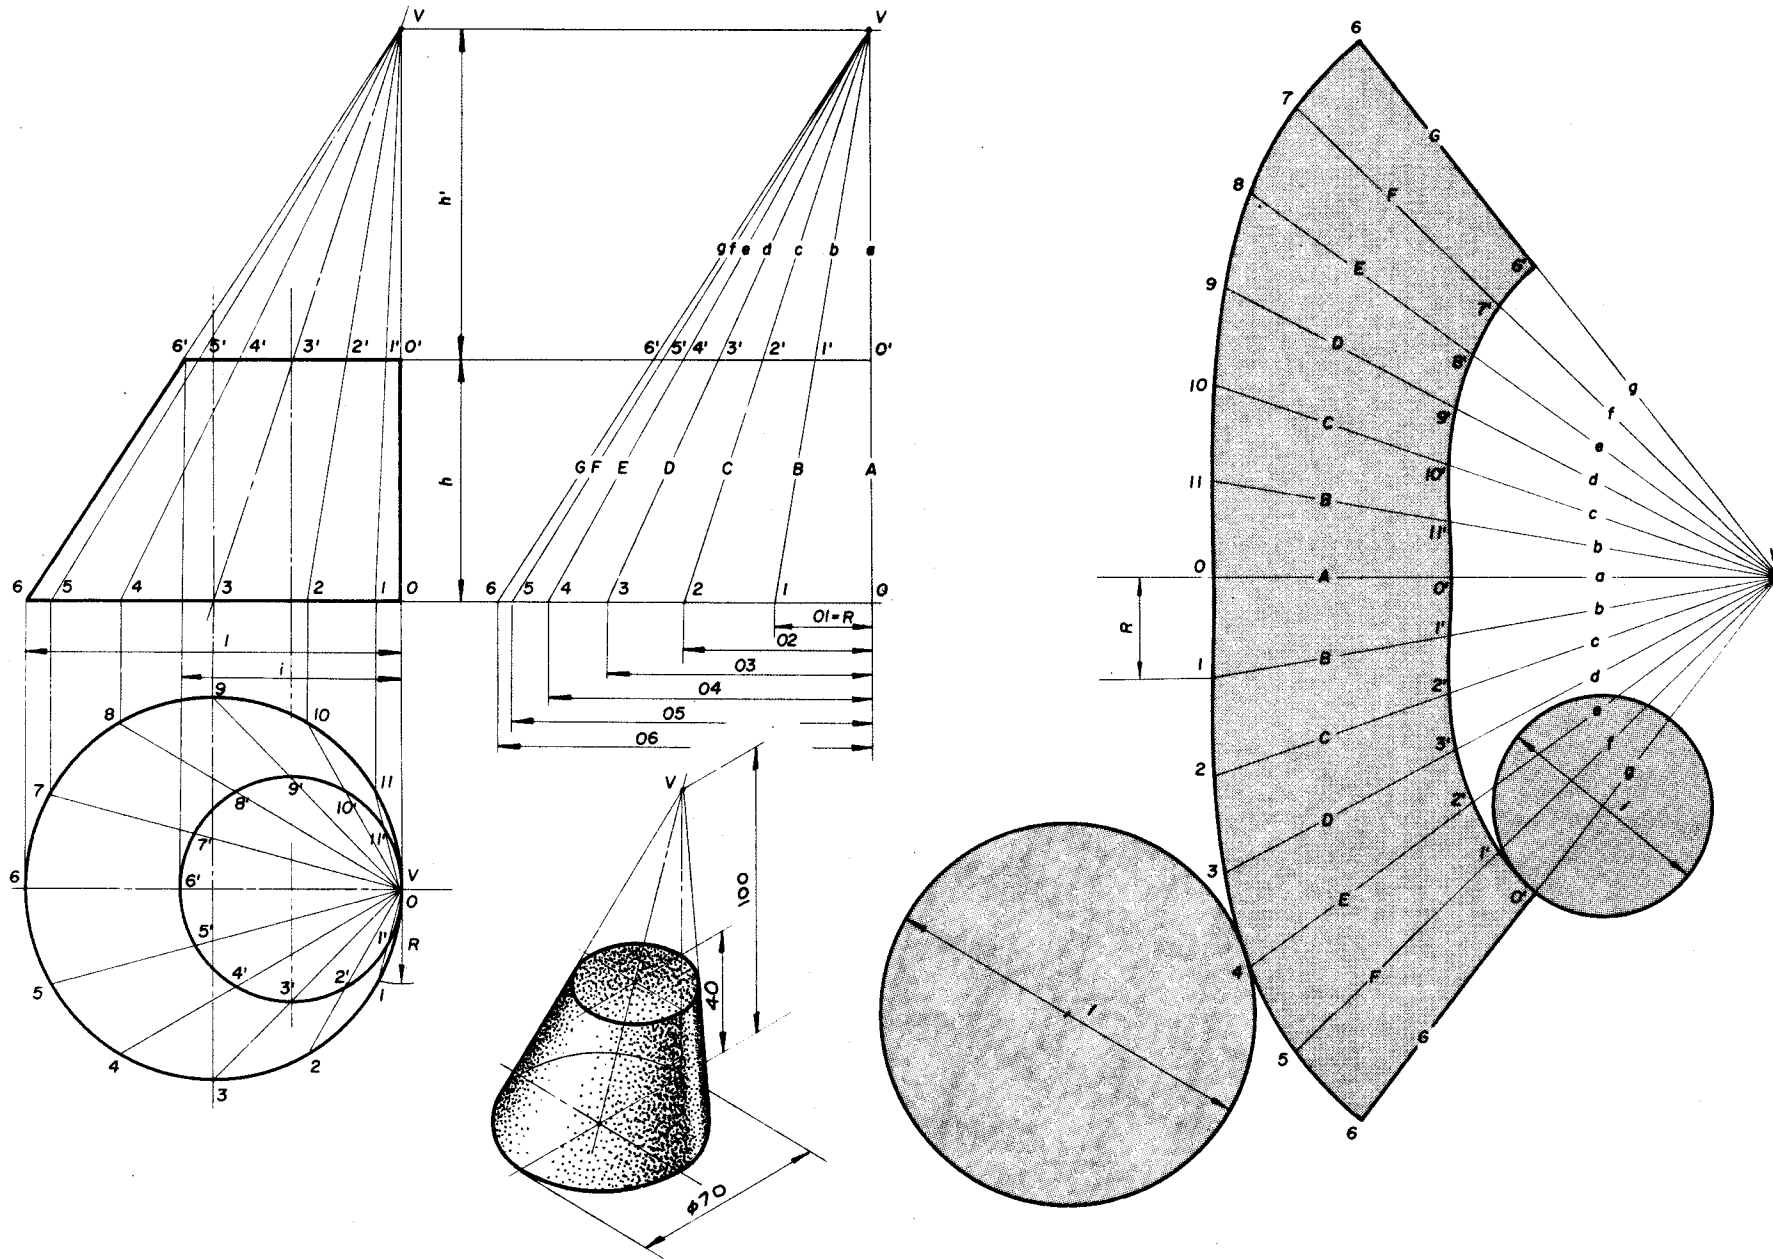 V
h'
6' 5' 4' 3' 2' 1' 0'
h
6 5 4 3 2 1 0
l
i
9
8 10
7 11
9'
8' 10'
7' 11'
6 6' V
0
5' 1' R
4' 2'
3'
5 1
4 2
3
V
g f e d c b a
6' 5' 4' 3' 2' 1' 0'
G F E D C B A
6 5 4 3 2 1 0
01=R
02
03
04
05
06
V
100
40
φ70
6
7 G
8 F
E 6'
9 7'
D 8' g
10 9' f
C e
10' d
11 B c
11' b
0 A 0' a
R 1' b
B c
1 2' d
C 3' e
2 f
D 2' g
3 E 1'
4 F 0'
5 6
6
l
i